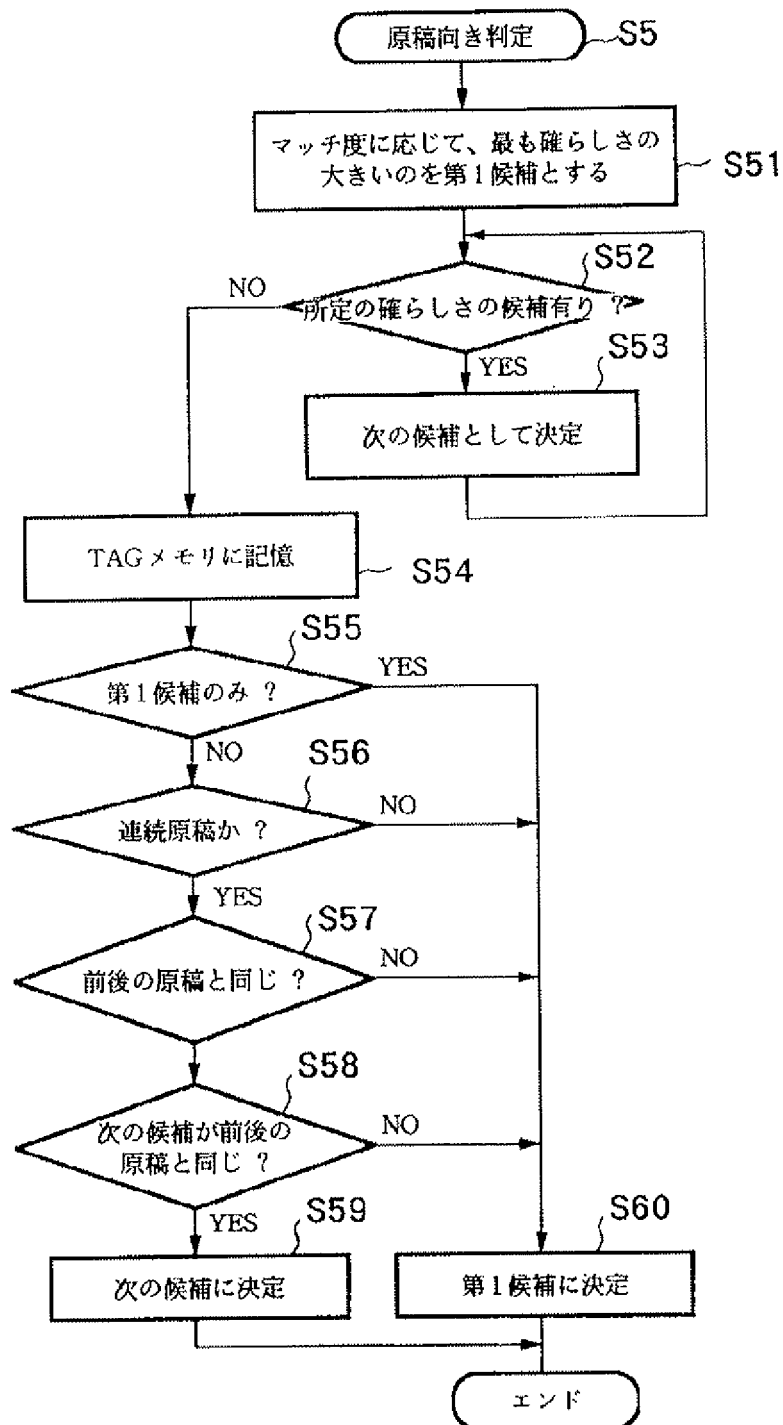 原稿向き判定
S5
マッチ度に応じて、最も確らしさの
大きいのを第1候補とする
S51
S52
NO
所定の確らしさの候補有り ?
S53
YES
次の候補として決定
TAGメモリに記憶
S54
S55
YES
第1候補のみ ?
NO
S56
NO
連続原稿か ?
YES
S57
NO
前後の原稿と同じ ?
S58
NO
次の候補が前後の
原稿と同じ ?
YES
S59
S60
次の候補に決定
第1候補に決定
エンド